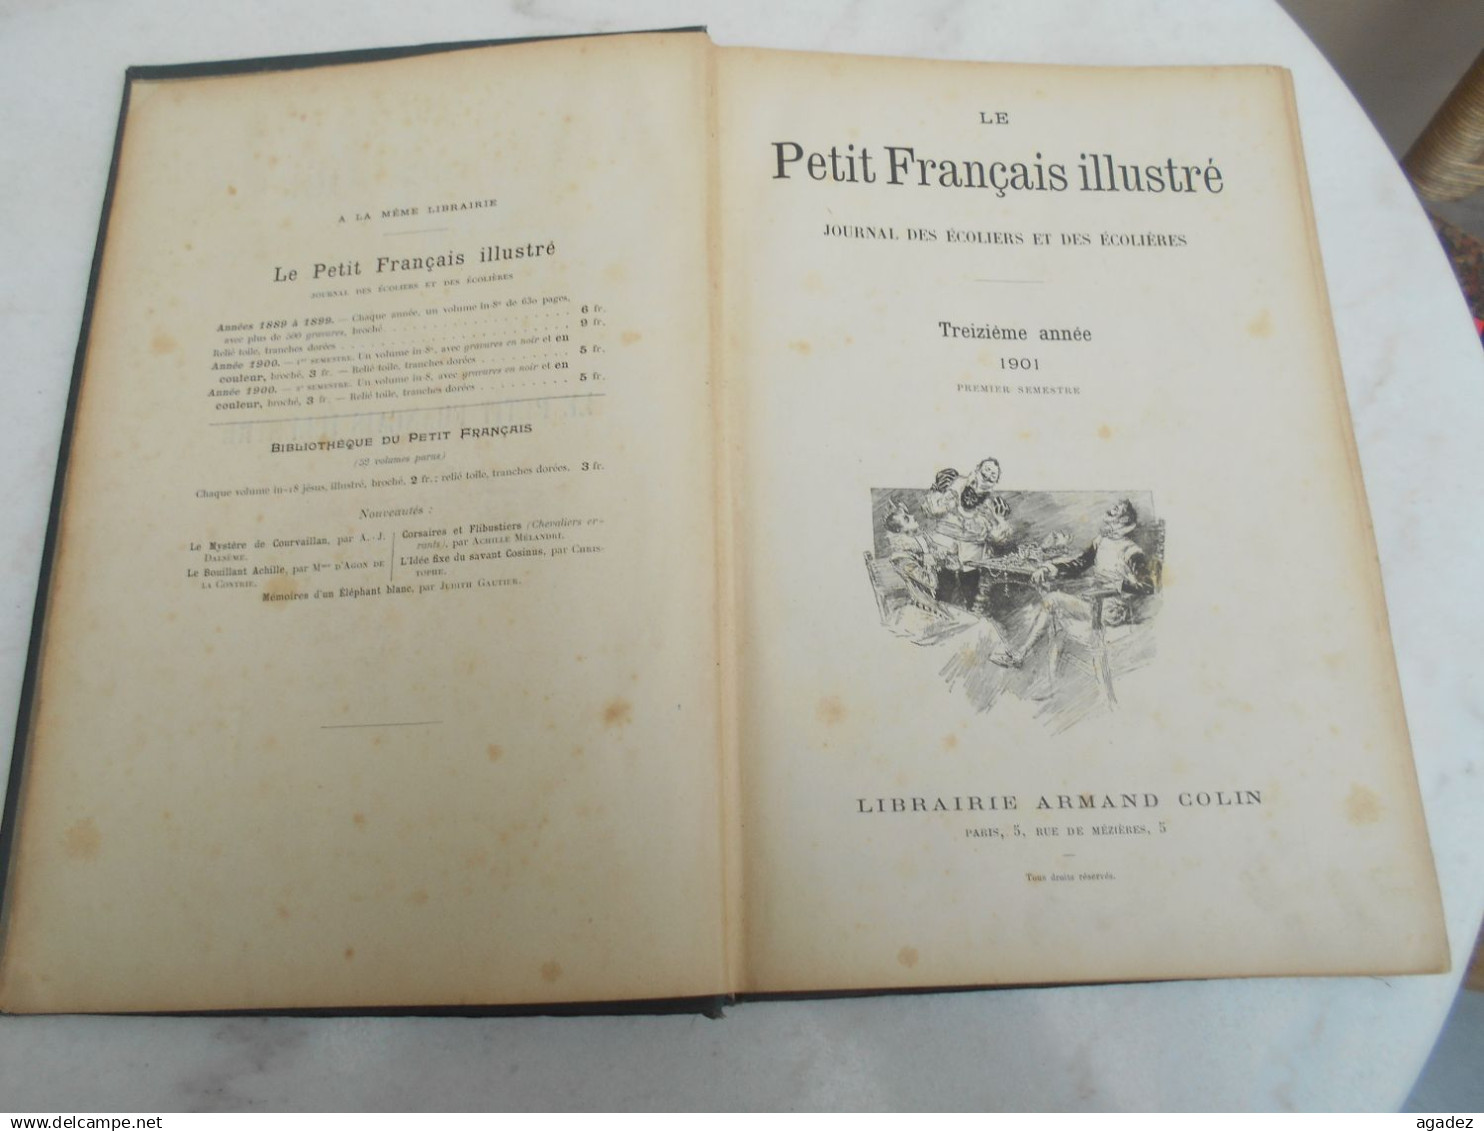 A LA MÊME LIBRAIRIE
Le Petit Français illustré
JOURNAL DES ÉCOLIERS ET DES ÉCOLIÈRES
Années 1889 à 1899. — Chaque année, un volume in-8º de 630 pages,
avec plus de 500 gravures, broché. . . . . . . . . . . . . . . 6 fr.
Relié toile, tranches dorées . . . . . . . . . . . . . . . 9 fr.
Année 1900. — 1er SEMESTRE. Un volume in-8º, avec gravures en noir et en
couleur, broché, 3 fr. — Relié toile, tranches dorées . . . . . . . . . 5 fr.
Année 1900. — 2e SEMESTRE. Un volume in-8, avec gravures en noir et en
couleur, broché, 3 fr. — Relié toile, tranches dorées . . . . . . . . . 5 fr.
BIBLIOTHÈQUE DU PETIT FRANÇAIS
volumes parus)
Chaque volume in-18 jésus, illustré, broché, 2 fr.; relié toile, tranches dorées, 3 fr.
Nouveautés :
Le Mystère de Courvaillan, par A.-J.
DALSÈME.
Le Bouillant Achille, par Mme D'AGON DE
LA CONTRIE.
Corsaires et Flibustiers (Chevaliers er-
rants), par ACHILLE MÉLANDRI.
L'Idée fixe du savant Cosinus, par CHRIS-
TOPHE.
Mémoires d'un Éléphant blanc, par JUDITH GAUTIER.
LE
Petit Français illustré
JOURNAL DES ÉCOLIERS ET DES ÉCOLIÈRES
Treizième année
1901
PREMIER SEMESTRE
LIBRAIRIE ARMAND COLIN
PARIS, 5, RUE DE MÉZIÈRES, 5
Tous droits réservés.
delcampe.net
agadez